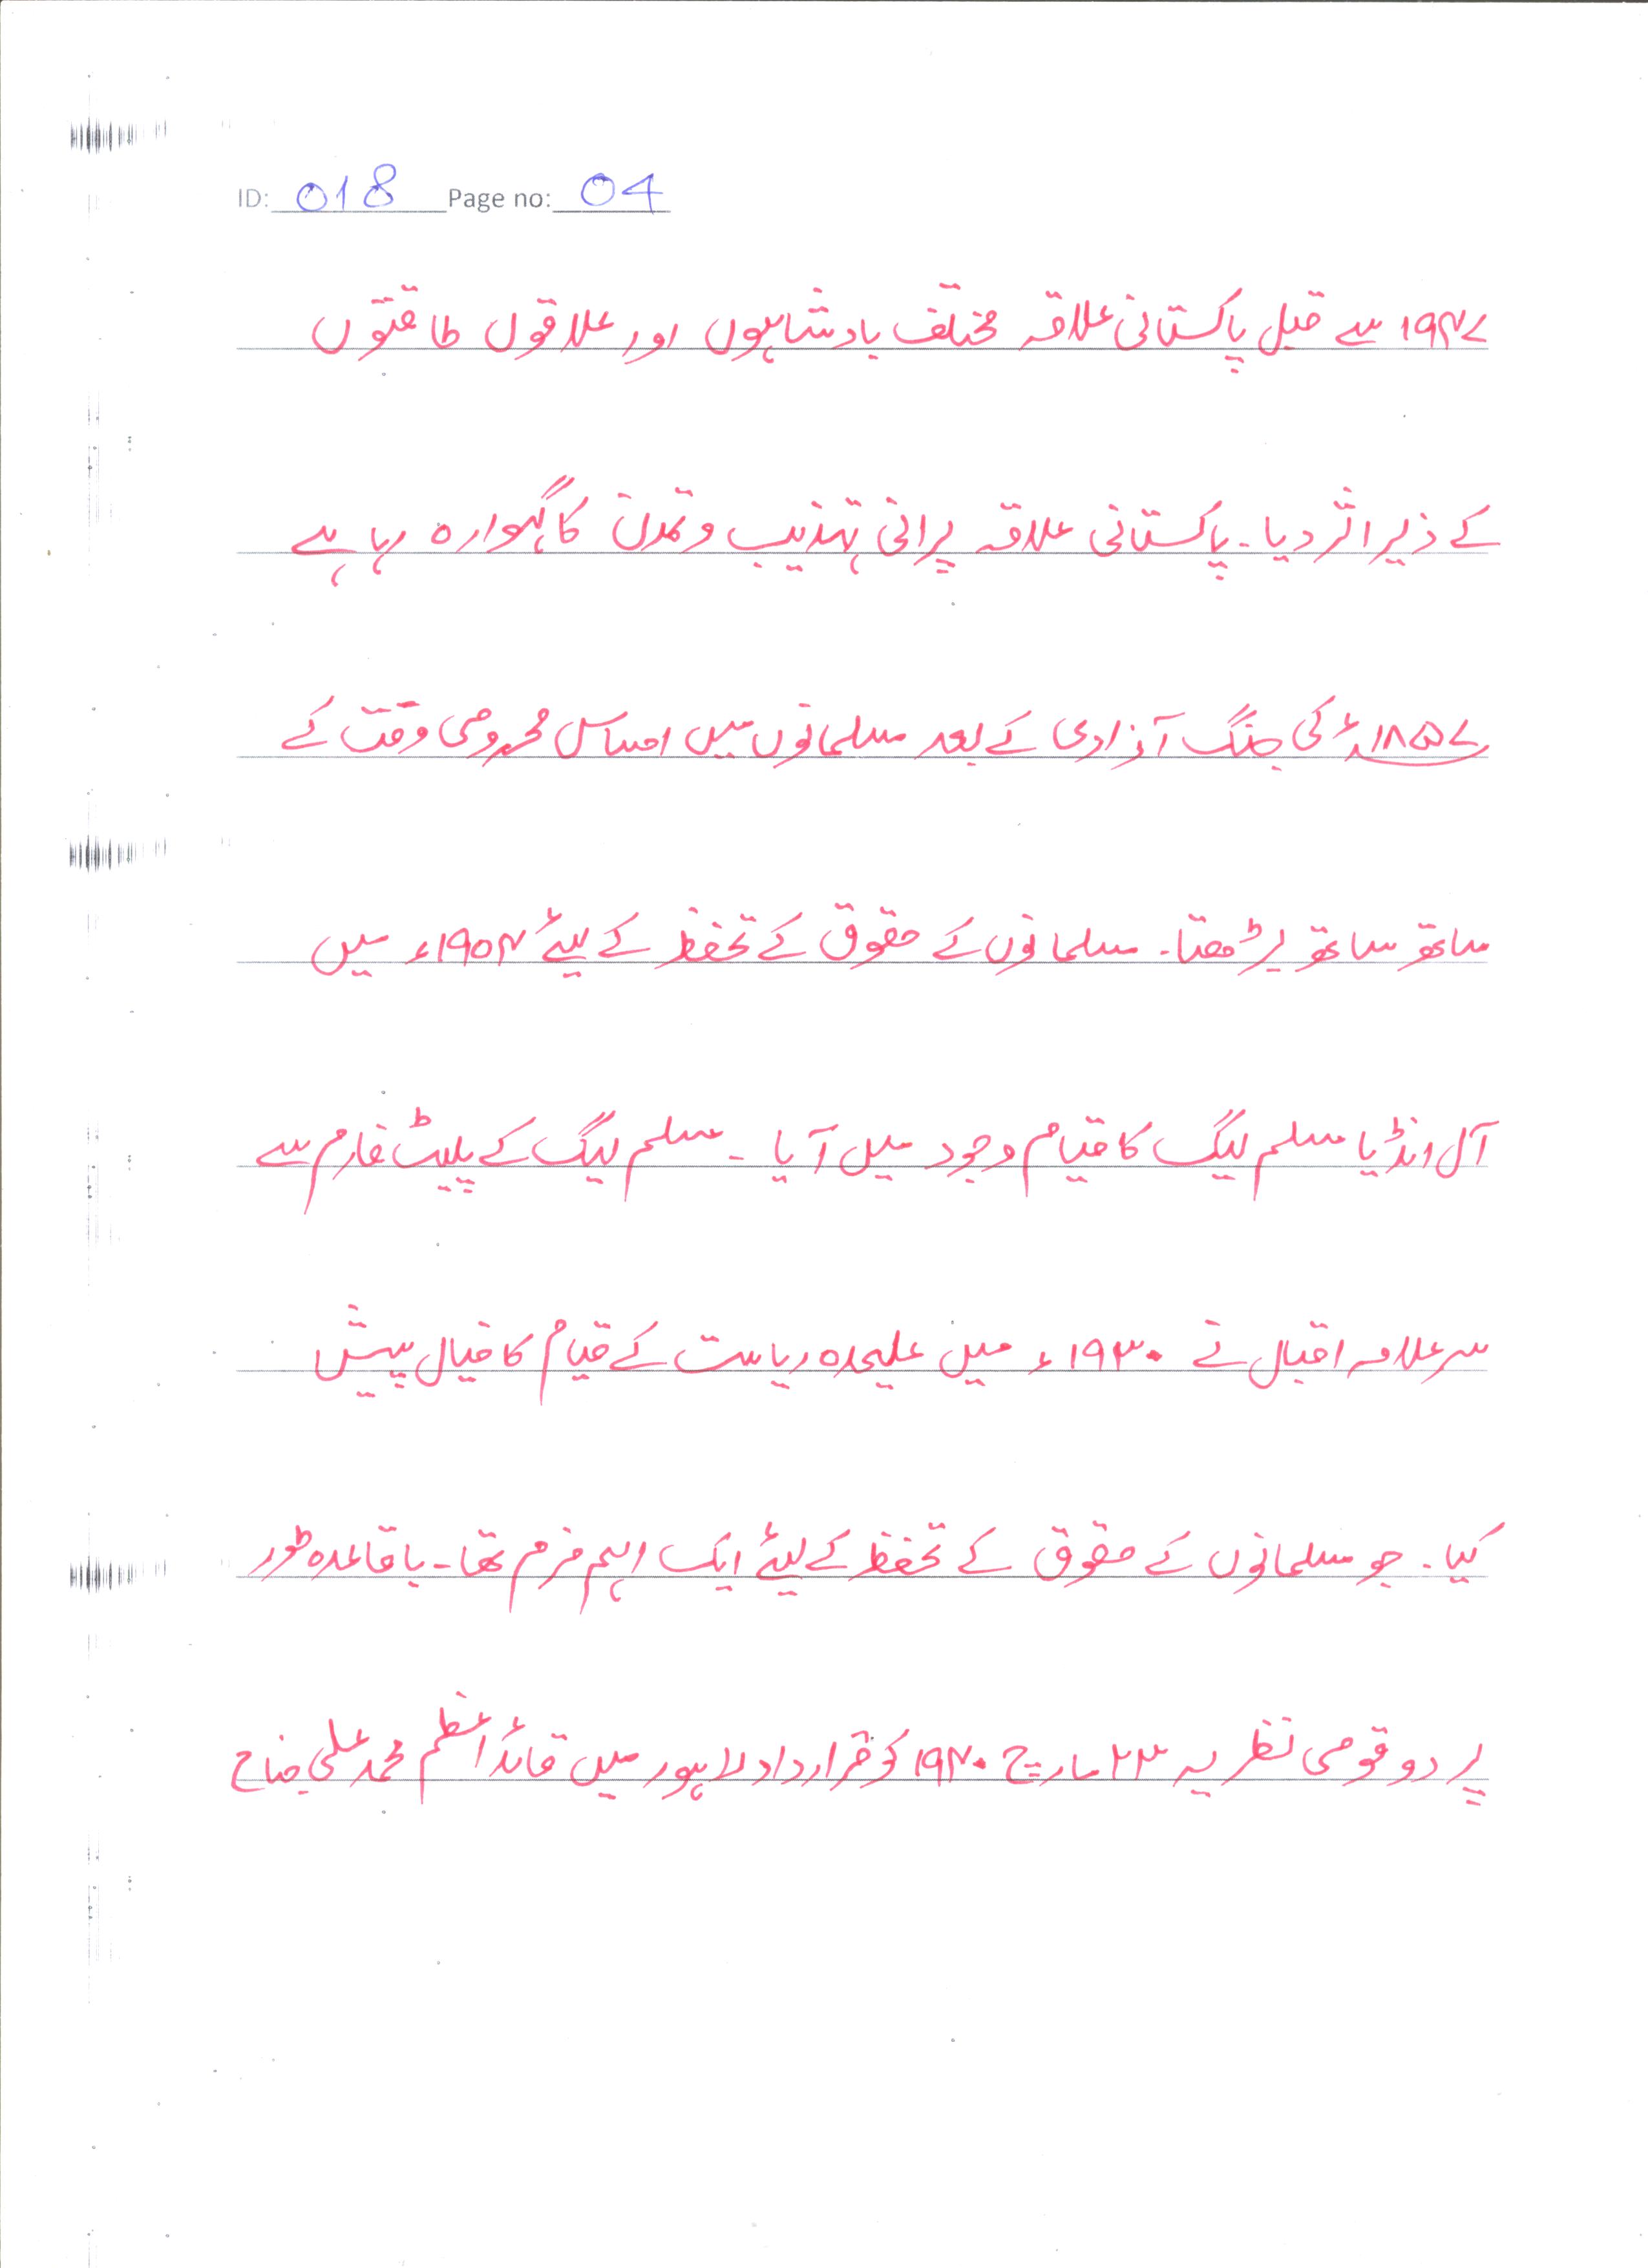 ID: 018 Page no: 04
۱۹۴۷ سے قبل پاکستانی علاقہ مختلف بادشاہوں اور علاقوں طاقتوں
کے ذیر اثر دیا۔ پاکستانی علاقہ پرانی تہذیب و تمدن کا گہوارہ رہا ہے
۱۸۵۷ء کی جنگ آزادی کے بعد مسلمانوں میں احساس محرومی وقت کے
ساتھ ساتھ بڑھتا۔ مسلمانوں کے حقوق کے تحفظ کے لیئے ۱۹۰۴ء میں
آل انڈیا مسلم لیگ کا قیام وجود میں آیا ۔ مسلم لیگ کے پلیٹ فارم سے
سر علامہ اقبال نے ۱۹۳۰ء میں علیحدہ ریاست کے قیام کا خیال پیش
کیا۔ جو مسلمانوں کے حقوق کے تحفظ کے لیئے ایک اہم مزم تھا۔ باقاعدہ طور
پر دو قومی نظریہ ۲۳ مارچ ۱۹۴۰ کو قرارداد لاہور میں قائد اعظم محمد علی جناح